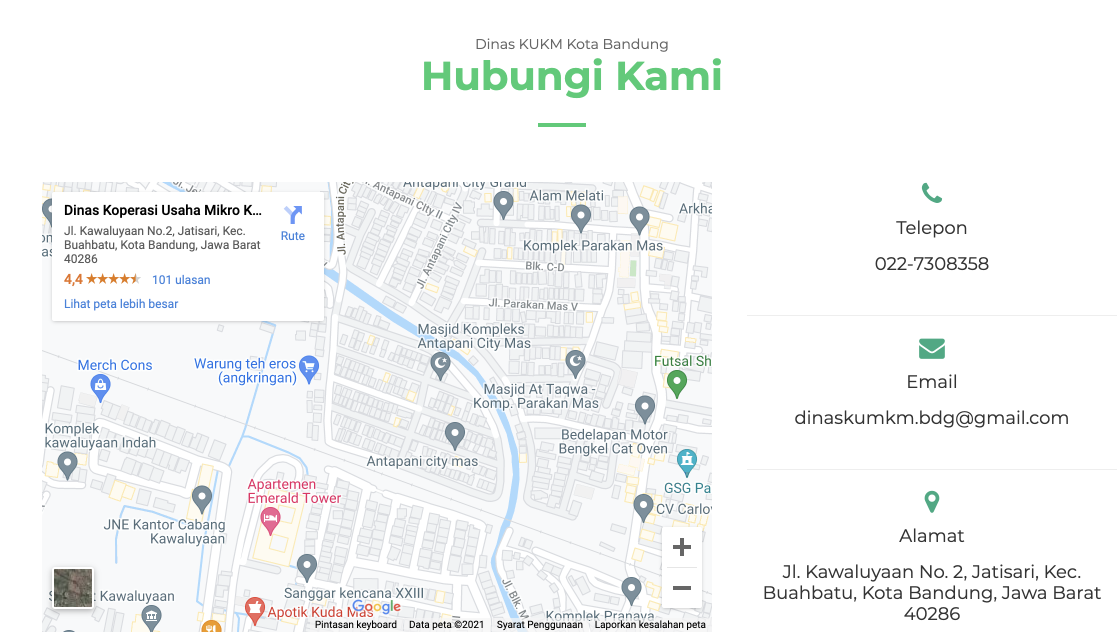 Dinas KUKM Kota Bandung
Hubungi Kami
Dinas Koperasi Usaha Mikro K...
Jl. Kawaluyaan No.2, Jatisari, Kec.
Buahbatu, Kota Bandung, Jawa Barat
40286
4,4
101 ulasan
Lihat peta lebih besar
Rute
Antapani City Grand
Jl. Antapani Cit
Antapani City II
Jl. Antapani City IV
Alam Melati
Arkha
Komplek Parakan Mas
Blk. C-D
Jl. Parakan Mas V
Masjid Kompleks
Antapani City Mas
Merch Cons
Warung teh eros
(angkringan)
Masjid At Taqwa -
Komp. Parakan Mas
Futsal Sh
Komplek
kawaluyaan Indah
Antapani city mas
Bedelapan Motor
Bengkel Cat Oven
GSG Pa
Apartemen
Emerald Tower
JNE Kantor Cabang
Kawaluyaan
CV Carlo
Sanggar kencana XXIII
Kawaluyaan
Apotik Kuda Mas
Google
Komplek Pranaya
Pintasan keyboard
Data peta ©2021
Syarat Penggunaan
Laporkan kesalahan peta
Telepon
022-7308358
Email
dinaskumkm.bdg@gmail.com
Alamat
Jl. Kawaluyaan No. 2, Jatisari, Kec.
Buahbatu, Kota Bandung, Jawa Barat
40286